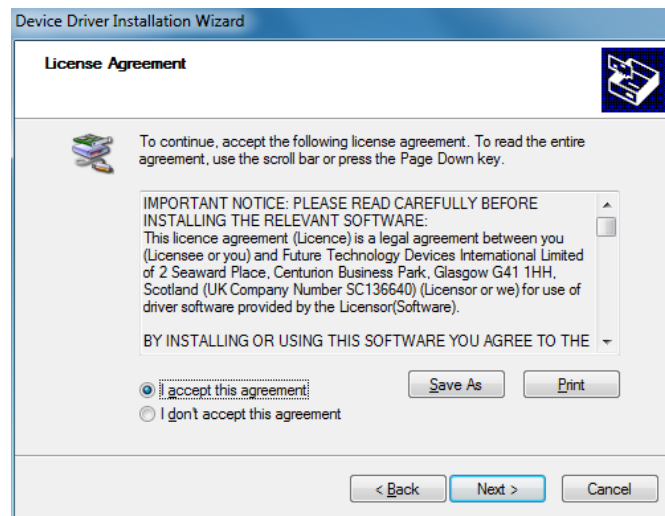 Device Driver Installation Wizard
License Agreement
To continue, accept the following license agreement. To read the entire
agreement, use the scroll bar or press the Page Down key.
IMPORTANT NOTICE: PLEASE READ CAREFULLY BEFORE
INSTALLING THE RELEVANT SOFTWARE:
This licence agreement (Licence) is a legal agreement between you
(Licensee or you) and Future Technology Devices International Limited
of 2 Seaward Place, Centurion Business Park, Glasgow G41 1HH,
Scotland (UK Company Number SC136640) (Licensor or we) for use of
driver software provided by the Licensor(Software).
BY INSTALLING OR USING THIS SOFTWARE YOU AGREE TO THE
I accept this agreement
Save As
Print
I don't accept this agreement
< Back
Next >
Cancel